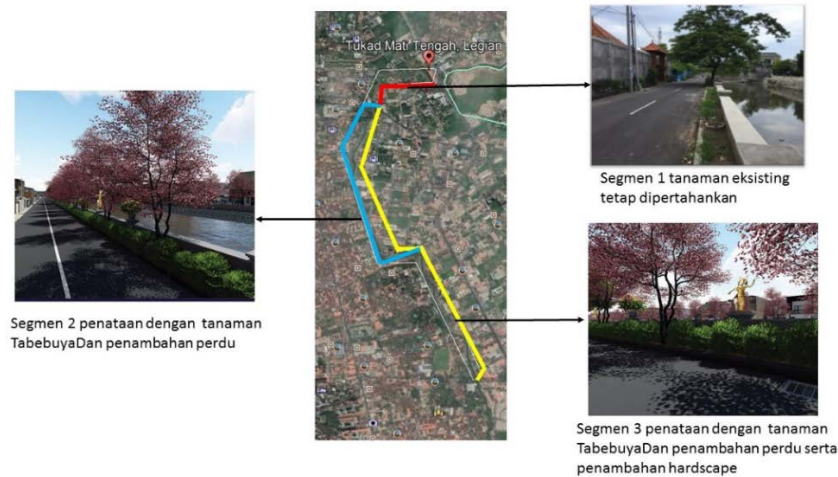 Tukad Mati Tengah, Legian
Segmen 1 tanaman eksisting
tetap dipertahankan
Segmen 2 penataan dengan tanaman
TabebuyaDan penambahan perdu
Segmen 3 penataan dengan tanaman
TabebuyaDan penambahan perdu serta
penambahan hardscape